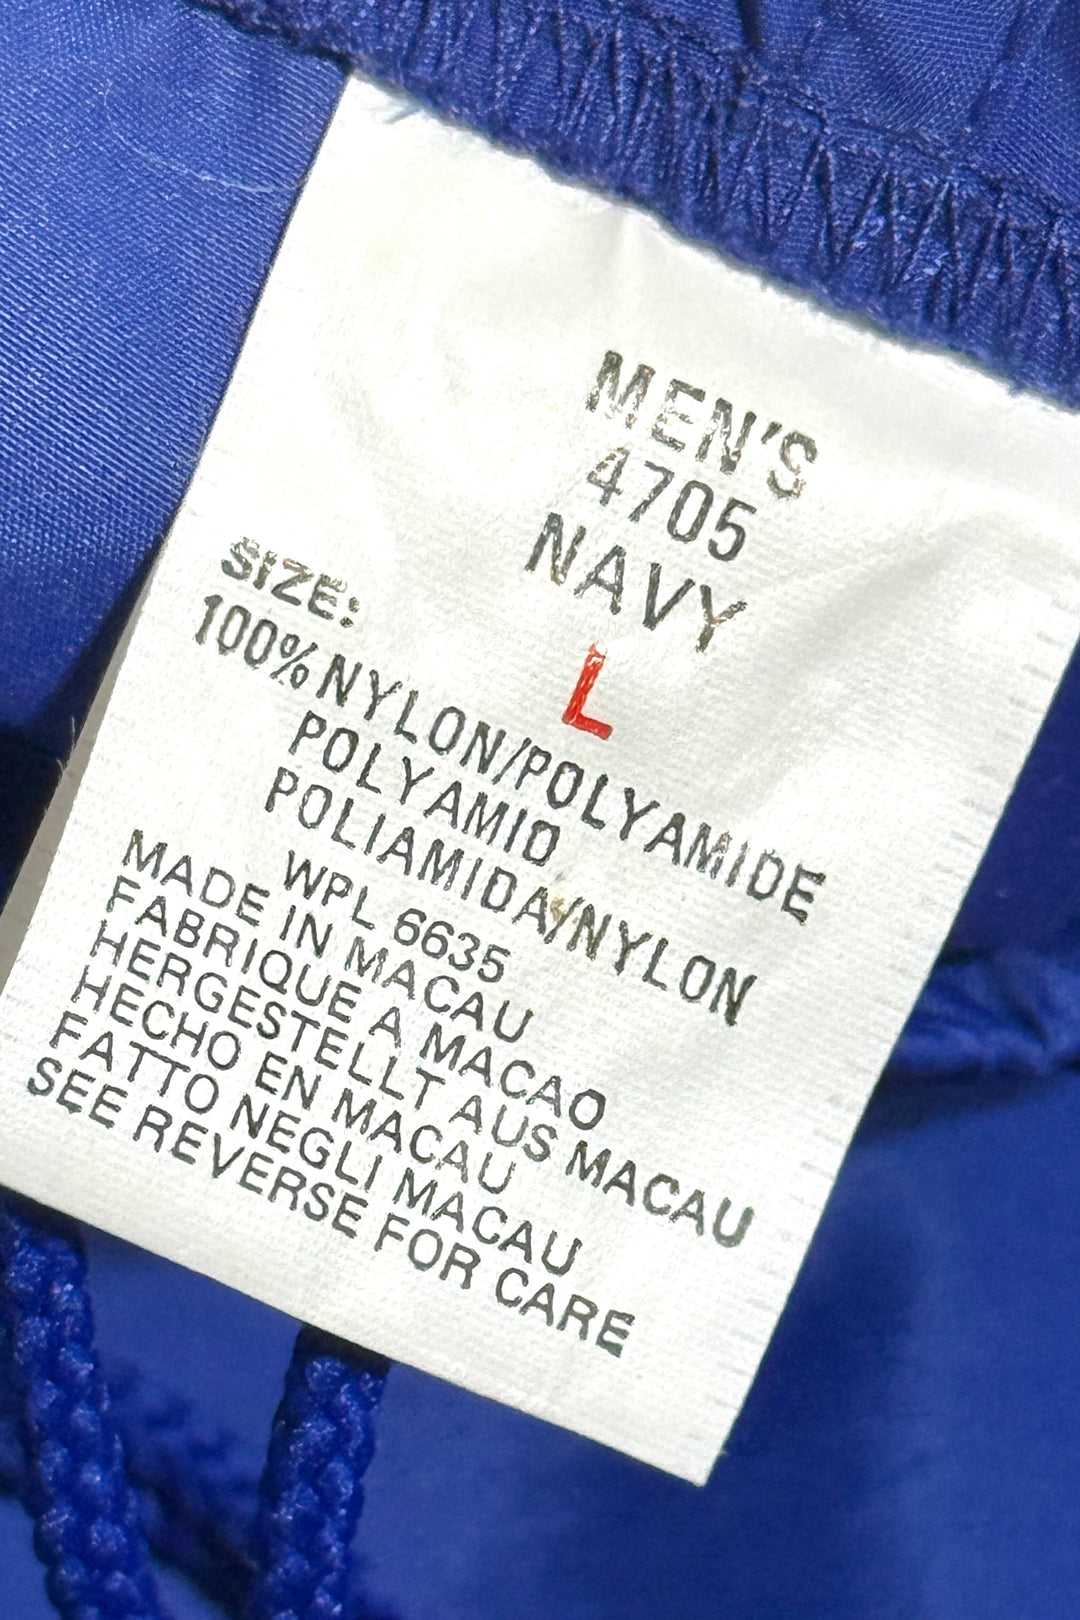 MEN'S
4705
NAVY
SIZE:
L
100% NYLON/POLYAMIDE
POLYAMID
POLIAMIDA/NYLON
WPL 6635
MADE IN MACAU
FABRIQUE A MACAO
HERGESTELLT AUS MACAU
HECHO EN MACAU
FATTO NEGLI MACAU
SEE REVERSE FOR CARE